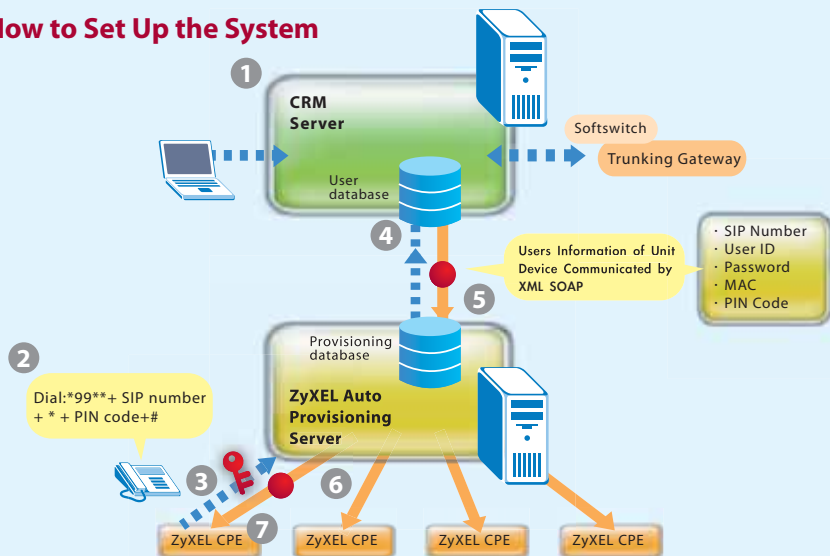 How to Set Up the System
1
CRM
Server
User
database
Softswitch
Trunking Gateway
4
Users Information of Unit
Device Communicated by
XML SOAP
· SIP Number
· User ID
· Password
· MAC
· PIN Code
5
Provisioning
database
2
Dial:*99**+ SIP number
+ * + PIN code+#
ZyXEL Auto
Provisioning
Server
3
6
7
ZyXEL CPE
ZyXEL CPE
ZyXEL CPE
ZyXEL CPE